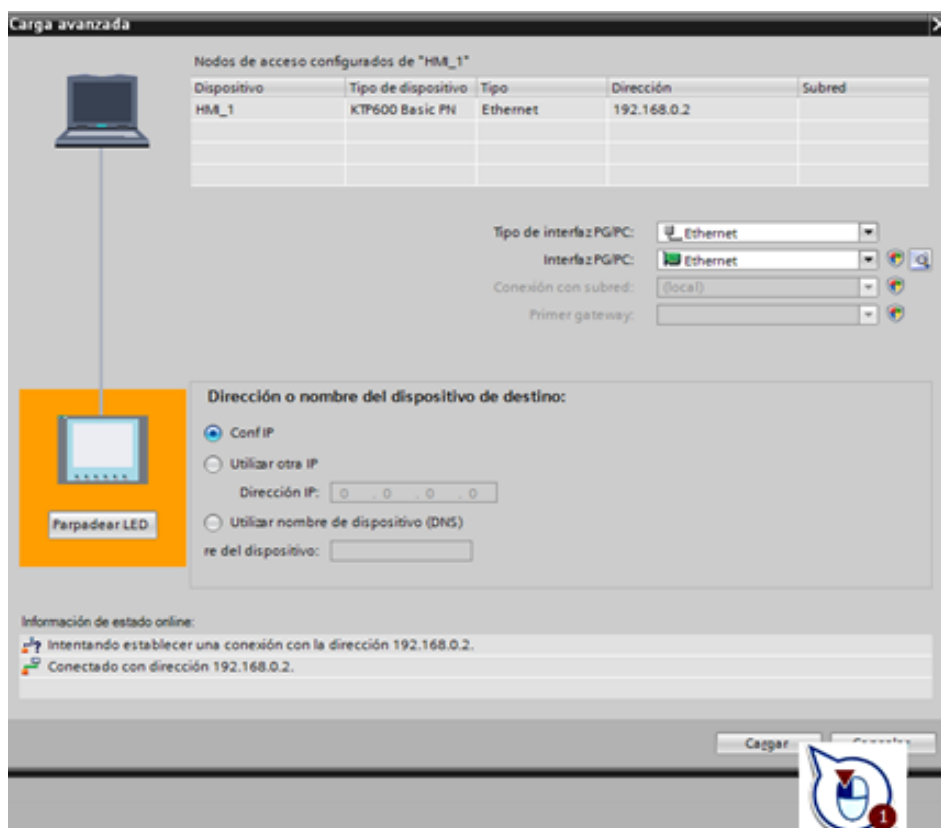 Carga avanzada
Nodos de acceso configurados de "HMI_1"
Dispositivo Tipo de dispositivo Tipo Dirección Subred
HMI_1 KTP600 Basic PN Ethernet 192.168.0.2
Tipo de interfaz PG/PC: Ethernet
Interfaz PG/PC: Ethernet
Conexión con subred: (local)
Primer gateway:
Dirección o nombre del dispositivo de destino:
Conf IP
Utilizar otra IP
Dirección IP: 0 . 0 . 0 . 0
Parpadear LED
Utilizar nombre de dispositivo (DNS)
re del dispositivo:
Información de estado online:
Intentando establecer una conexión con la dirección 192.168.0.2.
Conectado con dirección 192.168.0.2.
Cargar
1